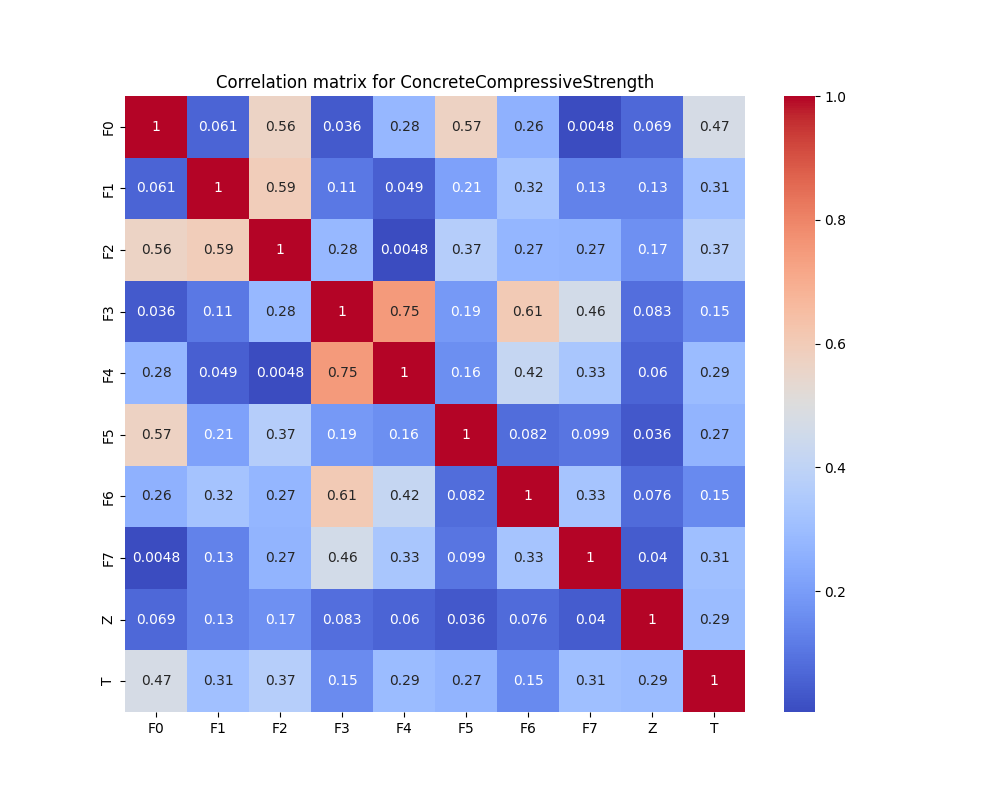 Correlation matrix for ConcreteCompressiveStrength
F0 1 0.061 0.56 0.036 0.28 0.57 0.26 0.0048 0.069 0.47
F1 0.061 1 0.59 0.11 0.049 0.21 0.32 0.13 0.13 0.31
F2 0.56 0.59 1 0.28 0.0048 0.37 0.27 0.27 0.17 0.37
F3 0.036 0.11 0.28 1 0.75 0.19 0.61 0.46 0.083 0.15
F4 0.28 0.049 0.0048 0.75 1 0.16 0.42 0.33 0.06 0.29
F5 0.57 0.21 0.37 0.19 0.16 1 0.082 0.099 0.036 0.27
F6 0.26 0.32 0.27 0.61 0.42 0.082 1 0.33 0.076 0.15
F7 0.0048 0.13 0.27 0.46 0.33 0.099 0.33 1 0.04 0.31
Z 0.069 0.13 0.17 0.083 0.06 0.036 0.076 0.04 1 0.29
T 0.47 0.31 0.37 0.15 0.29 0.27 0.15 0.31 0.29 1
F0 F1 F2 F3 F4 F5 F6 F7 Z T
1.0
0.8
0.6
0.4
0.2